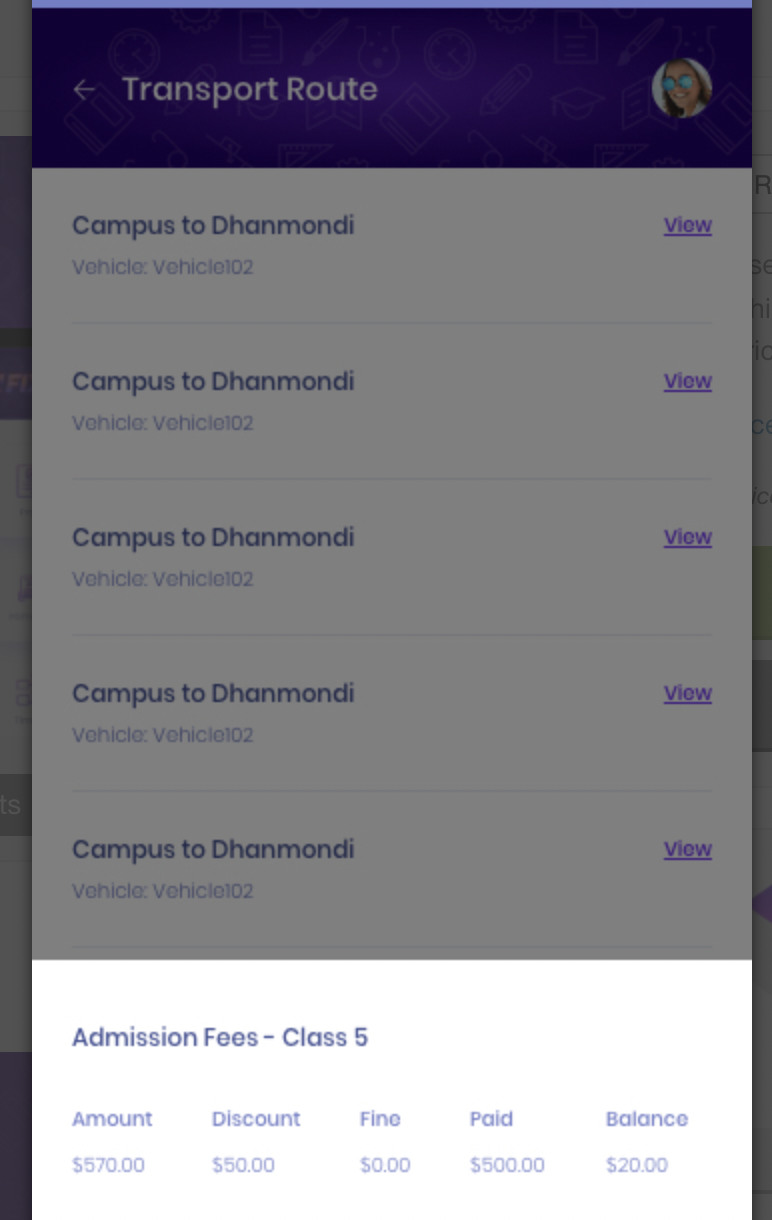 Transport Route
Campus to Dhanmondi View
Vehicle: Vehicle102
Campus to Dhanmondi View
Vehicle: Vehicle102
Campus to Dhanmondi View
Vehicle: Vehicle102
Campus to Dhanmondi View
Vehicle: Vehicle102
Campus to Dhanmondi View
Vehicle: Vehicle102
Admission Fees - Class 5
Amount Discount Fine Paid Balance
$570.00 $50.00 $0.00 $500.00 $20.00